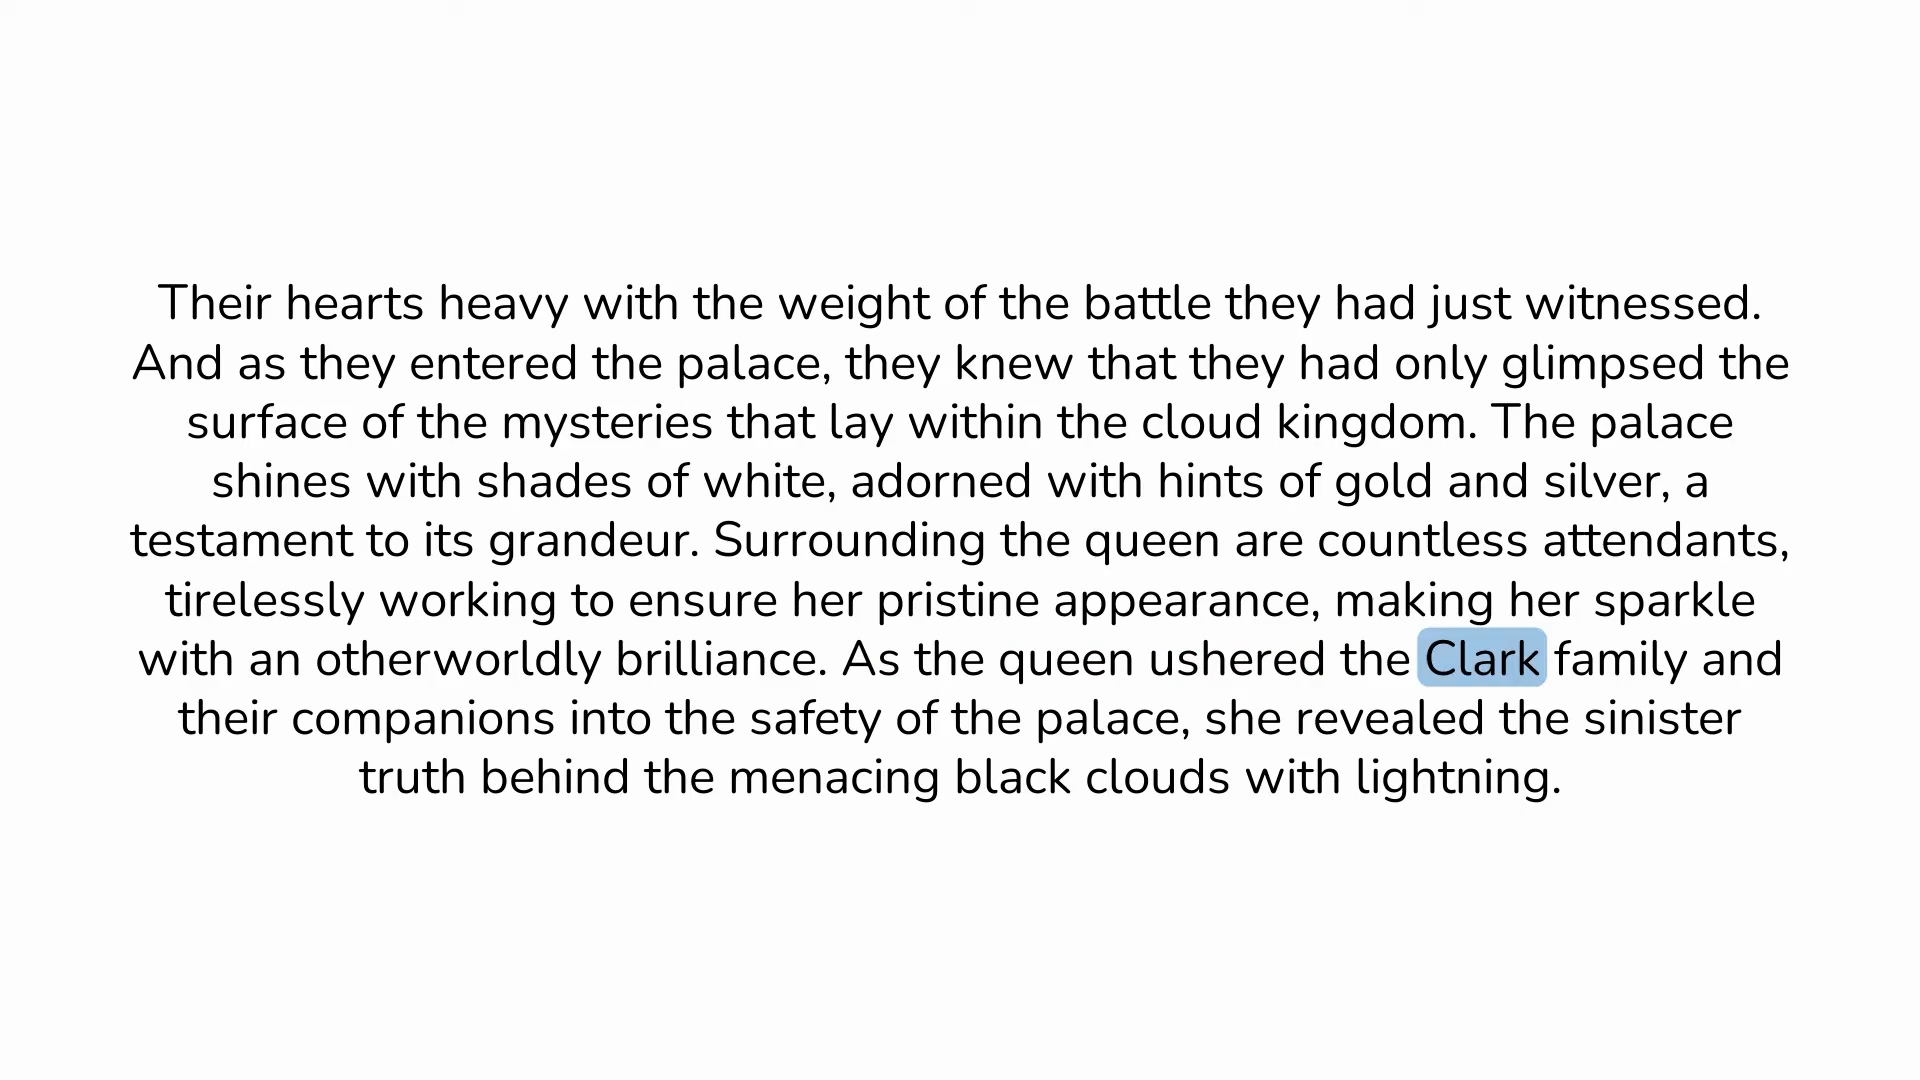 Their hearts heavy with the weight of the battle they had just witnessed.
And as they entered the palace, they knew that they had only glimpsed the
surface of the mysteries that lay within the cloud kingdom. The palace
shines with shades of white, adorned with hints of gold and silver, a
testament to its grandeur. Surrounding the queen are countless attendants,
tirelessly working to ensure her pristine appearance, making her sparkle
with an otherworldly brilliance. As the queen ushered the Clark family and
their companions into the safety of the palace, she revealed the sinister
truth behind the menacing black clouds with lightning.